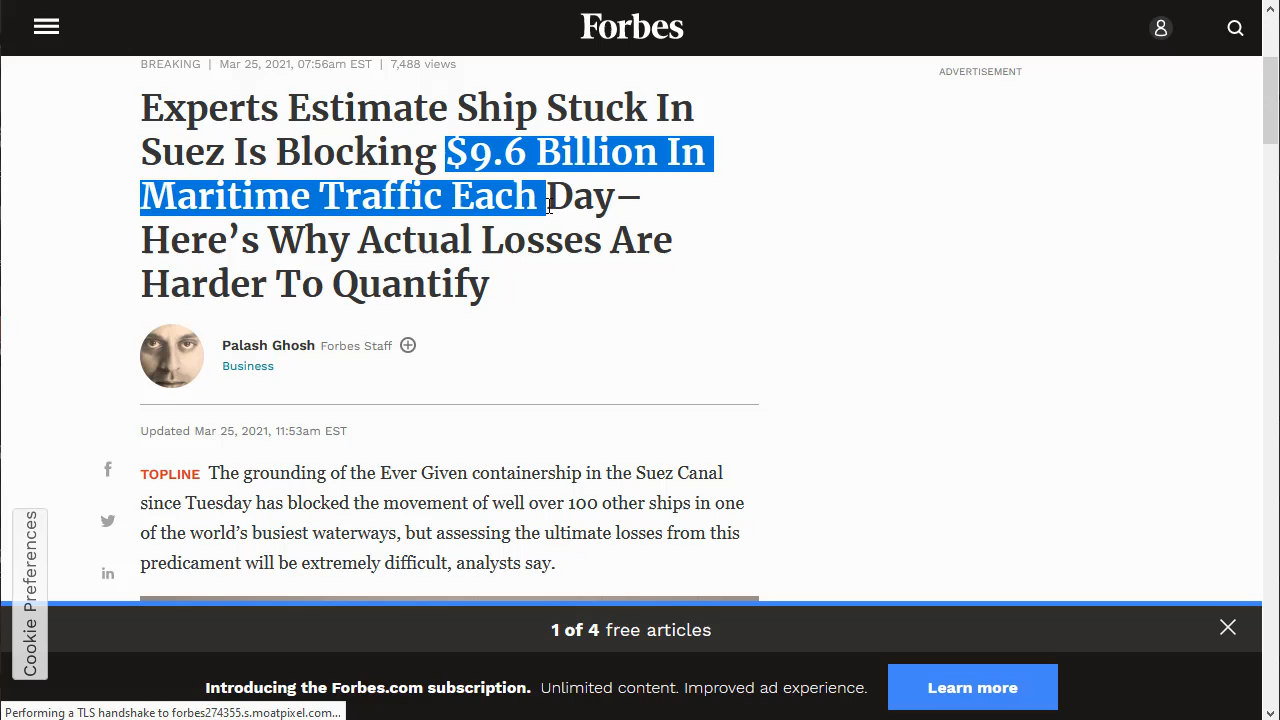 Forbes
BREAKING | Mar 25, 2021, 07:56am EST | 7,488 views
ADVERTISEMENT
Experts Estimate Ship Stuck In
Suez Is Blocking $9.6 Billion In
Maritime Traffic Each Day–
Here’s Why Actual Losses Are
Harder To Quantify
Palash Ghosh Forbes Staff
Business
Updated Mar 25, 2021, 11:53am EST
TOPLINE The grounding of the Ever Given containership in the Suez Canal
since Tuesday has blocked the movement of well over 100 other ships in one
of the world’s busiest waterways, but assessing the ultimate losses from this
predicament will be extremely difficult, analysts say.
Cookie Preferences
1 of 4 free articles
Introducing the Forbes.com subscription. Unlimited content. Improved ad experience.
Learn more
Performing a TLS handshake to forbes274355.s.moatpixel.com...